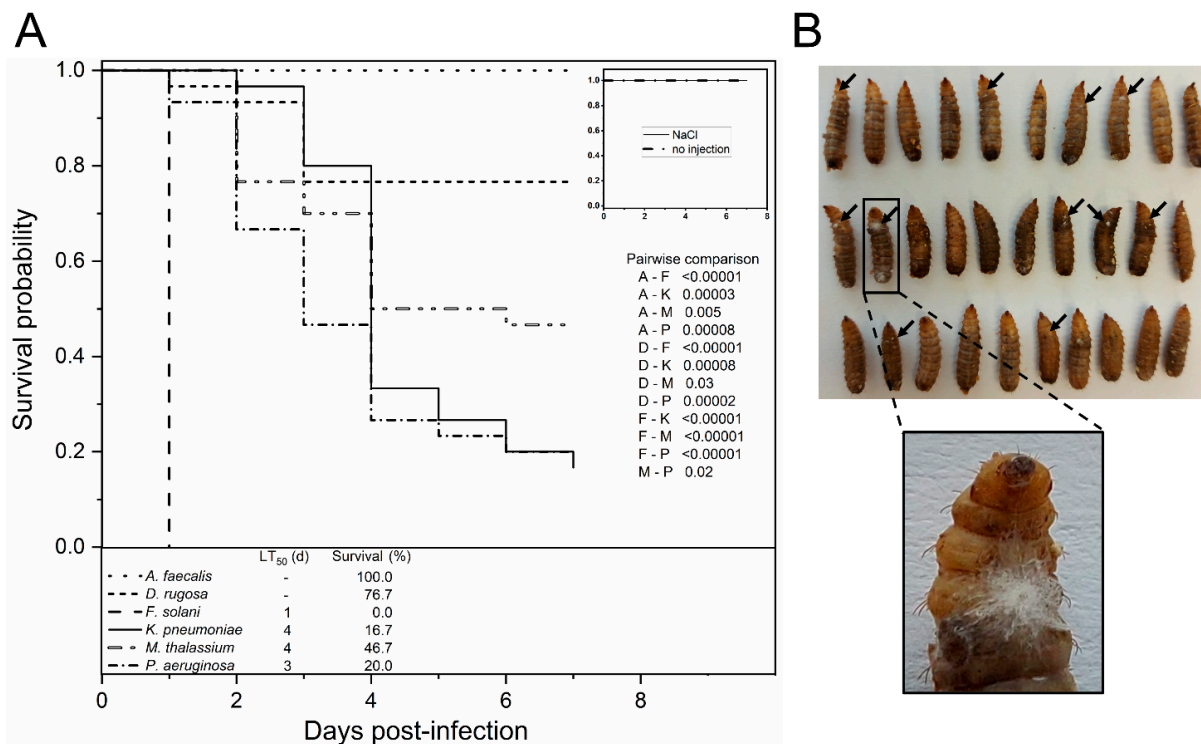 A
B
Survival probability
1.0
0.8
0.6
0.4
0.2
0.0
1.0
0.8
0.6
0.4
0.2
0.0
0 2 4 6 8
NaCl
no injection
Pairwise comparison
A - F <0.00001
A - K 0.00003
A - M 0.005
A - P 0.00008
D - F <0.00001
D - K 0.00008
D - M 0.03
D - P 0.00002
F - K <0.00001
F - M <0.00001
F - P <0.00001
M - P 0.02
LT50 (d) Survival (%)
A. faecalis - 100.0
D. rugosa - 76.7
F. solani 1 0.0
K. pneumoniae 4 16.7
M. thalassium 4 46.7
P. aeruginosa 3 20.0
0 2 4 6 8
Days post-infection